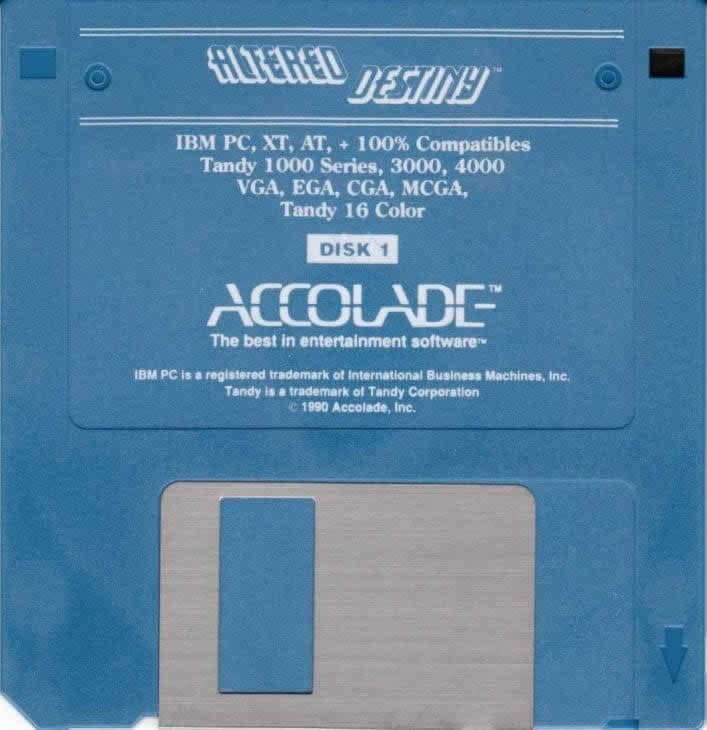 ALTERED DESTINY™
IBM PC, XT, AT, + 100% Compatibles
Tandy 1000 Series, 3000, 4000
VGA, EGA, CGA, MCGA,
Tandy 16 Color
DISK 1
ACCOLADE™
The best in entertainment software™
IBM PC is a registered trademark of International Business Machines, Inc.
Tandy is a trademark of Tandy Corporation
© 1990 Accolade, Inc.